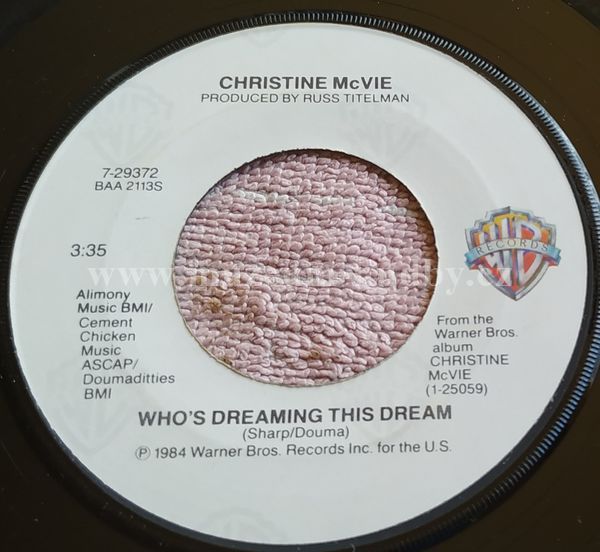 CHRISTINE McVIE
PRODUCED BY RUSS TITELMAN
7-29372
BAA 2113S
3:35
Alimony
Music BMI/
Cement
Chicken
Music
ASCAP/
Doumaditties
BMI
WB
RECORDS
From the
Warner Bros.
album
CHRISTINE
McVIE
(1-25059)
WHO'S DREAMING THIS DREAM
(Sharp/Douma)
Ⓟ 1984 Warner Bros. Records Inc. for the U.S.